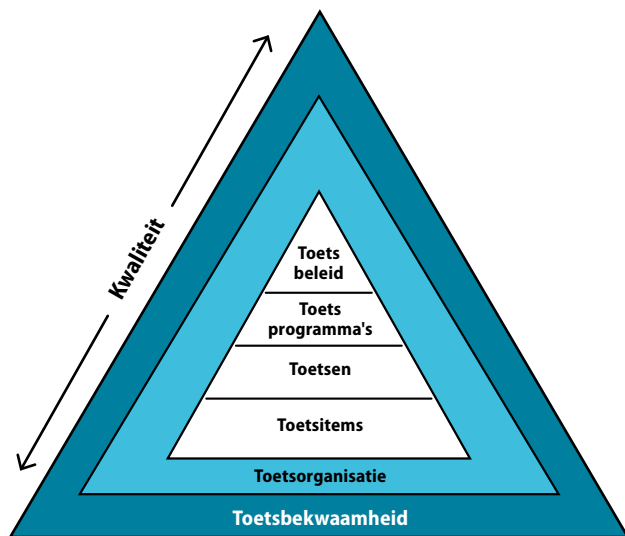 Kwaliteit
Toets
beleid
Toets
programma's
Toetsen
Toetsitems
Toetsorganisatie
Toetsbekwaamheid